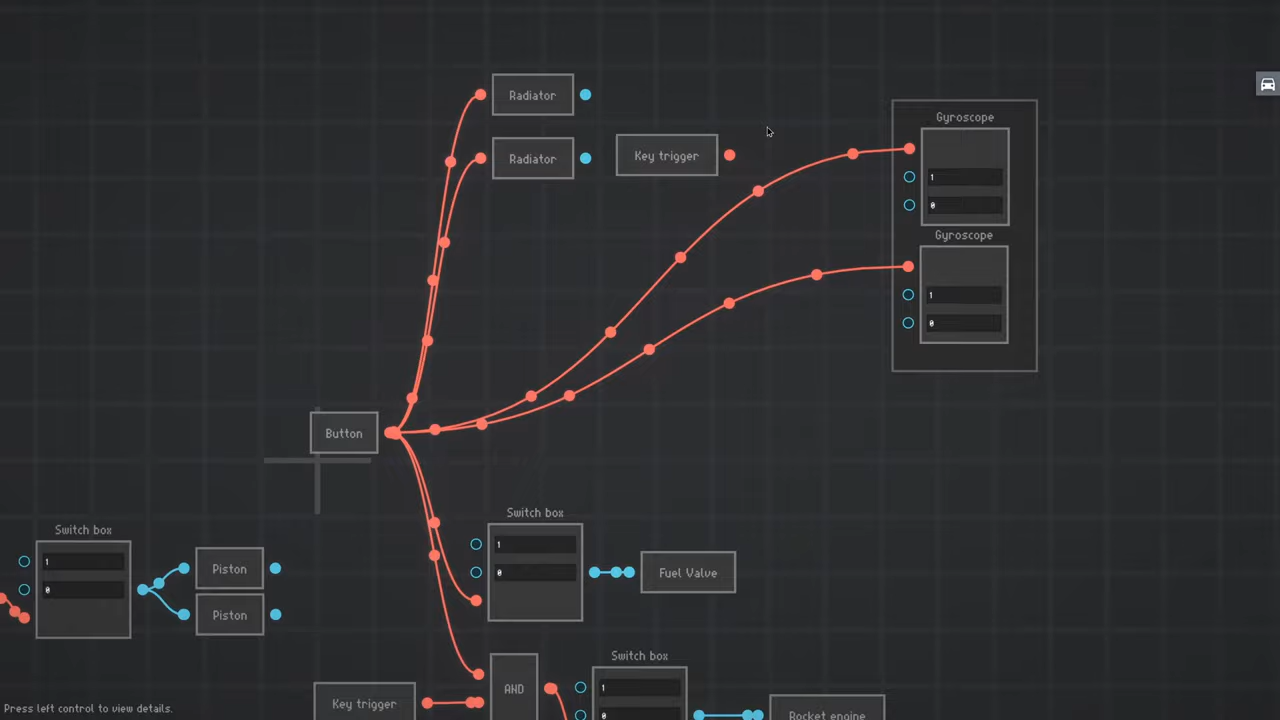 Radiator
Radiator
Key trigger
Gyroscope
1
0
Gyroscope
1
0
Button
Switch box
1
0
Piston
Piston
Switch box
1
0
Fuel Valve
Switch box
1
0
AND
Key trigger
Rocket engine
Press left control to view details.